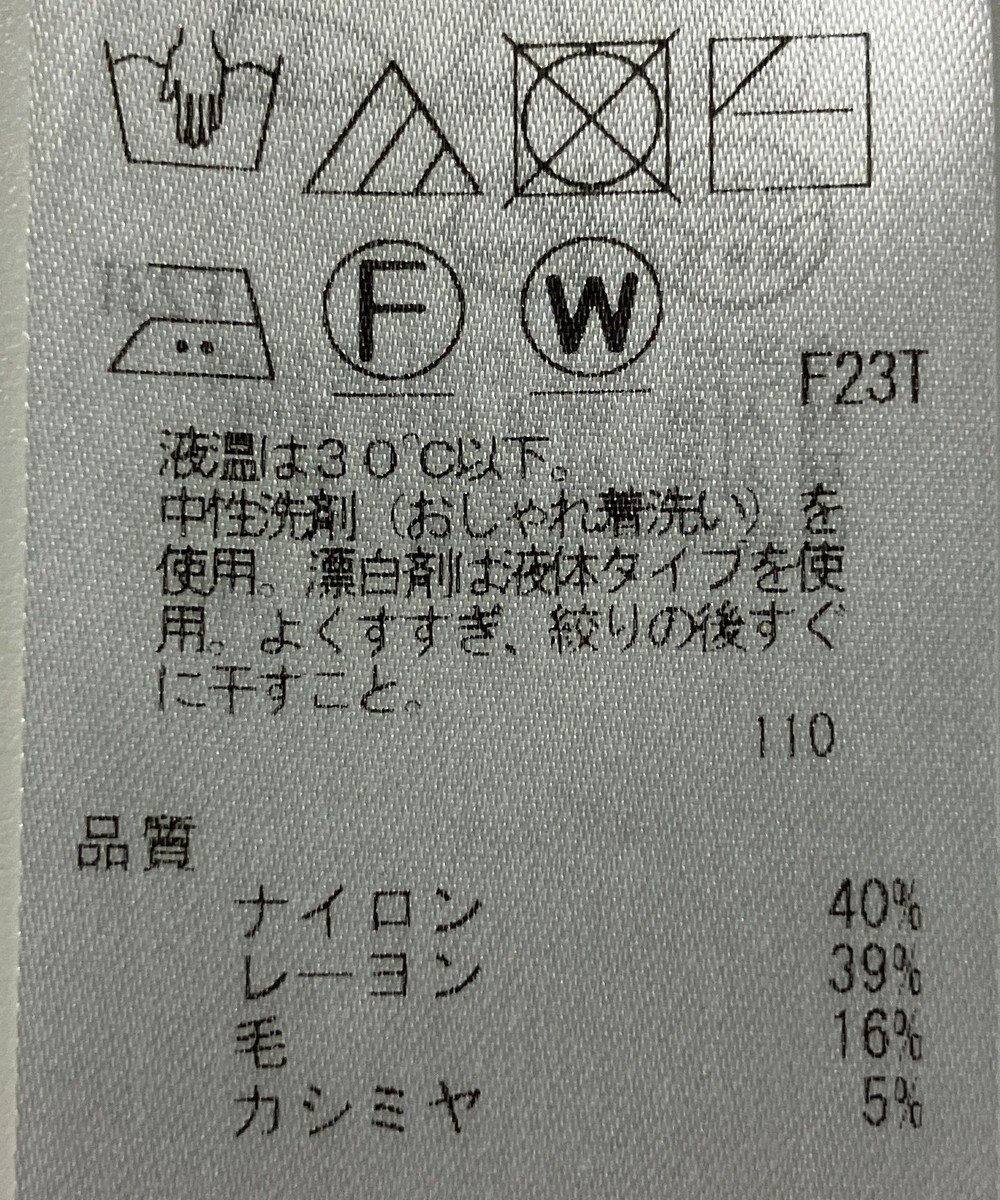 F
W
F23T
液温は30℃以下。
中性洗剤（おしゃれ着洗い）を
使用。漂白剤は液体タイプを使
用。よくすすぎ、絞りの後すぐ
に干すこと。
110
品質
ナイロン 40%
レーヨン 39%
毛 16%
カシミヤ 5%